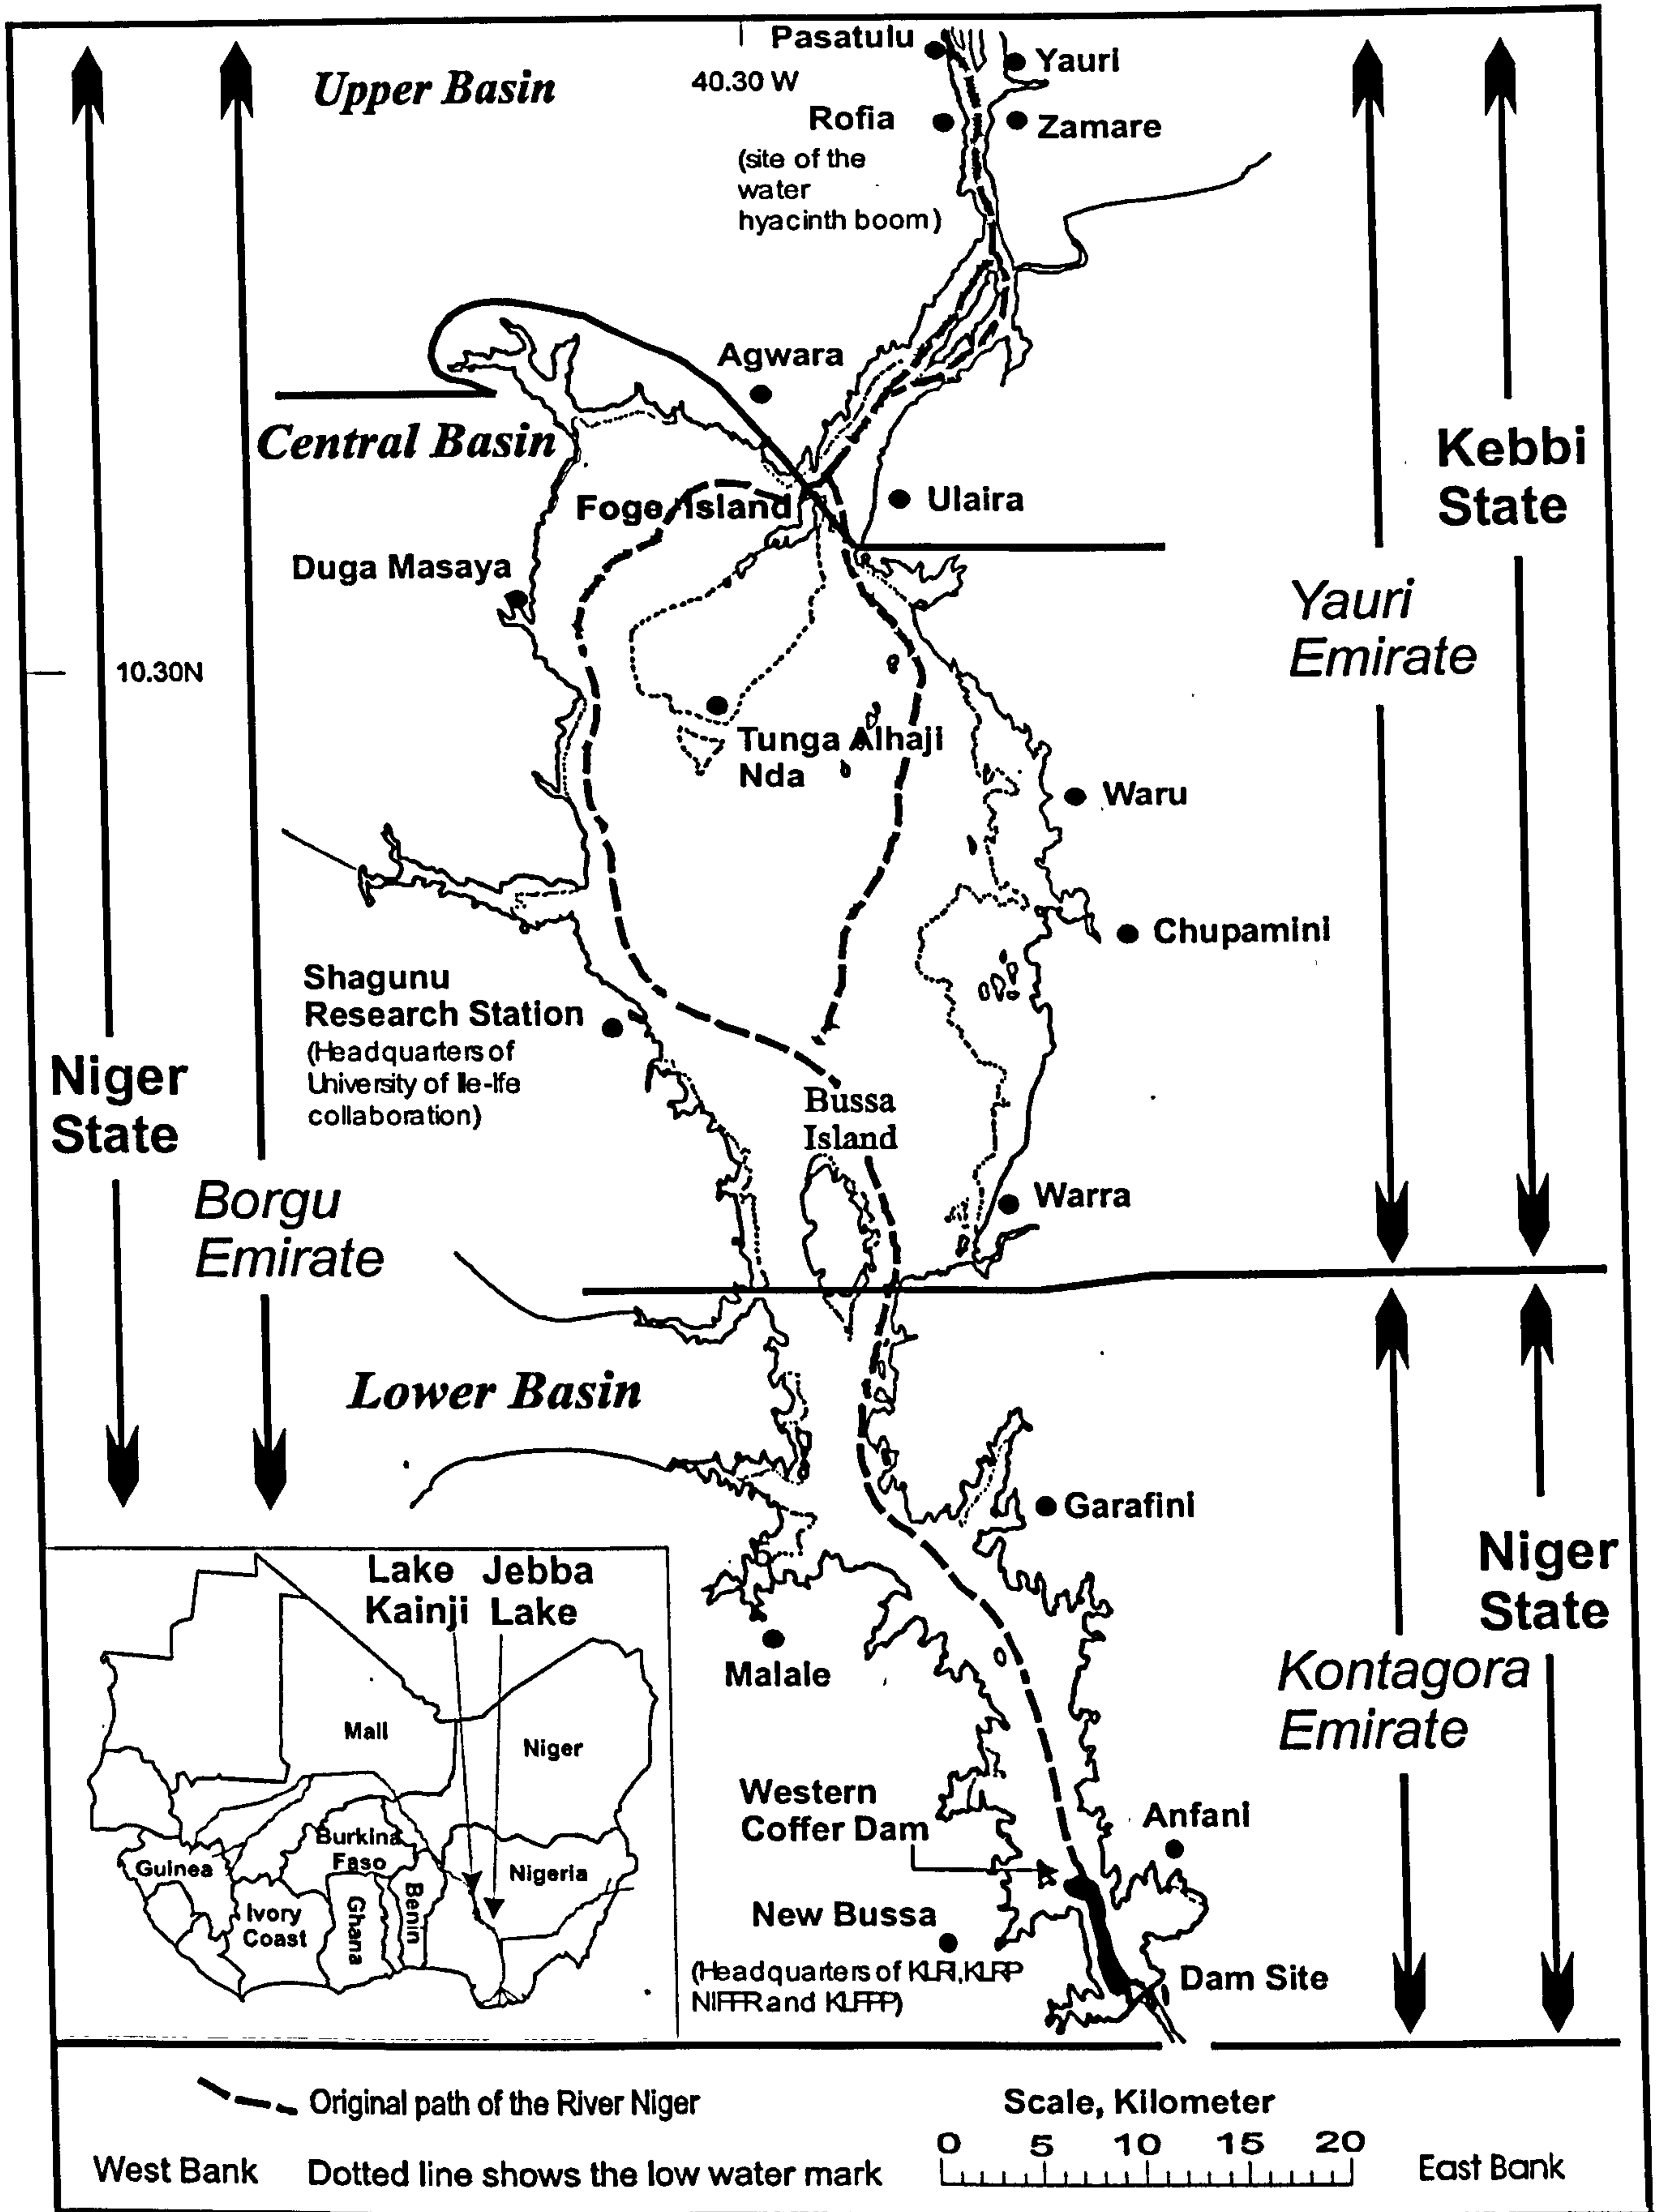 Pasatulu
Yauri
Upper Basin
40.30 W
Rofia
Zamare
(site of the
water
hyacinth boom)
Agwara
Central Basin
Kebbi
State
Foge Island
Ulaira
Duga Masaya
Yauri
Emirate
10.30N
Tunga Alhaji
Nda
Waru
Chupamini
Shagunu
Research Station
(Headquarters of
University of Ile-Ife
collaboration)
Niger
State
Bussa
Island
Borgu
Emirate
Warra
Lower Basin
Garafini
Niger
State
Lake Jebba
Kainji Lake
Malale
Kontagora
Emirate
Mali
Niger
Western
Coffer Dam
Anfani
Burkina
Faso
Guinea
Nigeria
Ivory
Coast
Ghana
Benin
New Bussa
(Headquarters of KLRI,KLRP
NIFFR and KLFPP)
Dam Site
Original path of the River Niger
Scale, Kilometer
0 5 10 15 20
West Bank
Dotted line shows the low water mark
East Bank